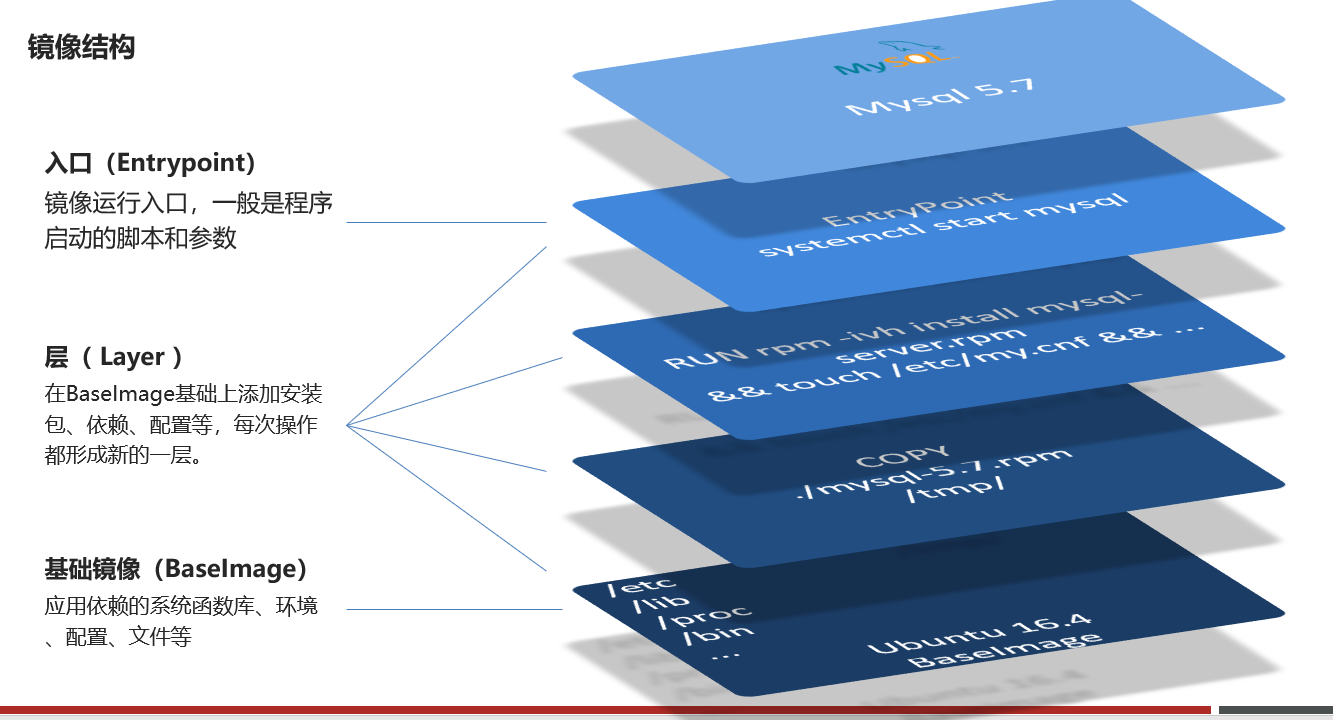 镜像结构
入口（Entrypoint）
镜像运行入口，一般是程序
启动的脚本和参数
层（ Layer ）
在BaseImage基础上添加安装
包、依赖、配置等，每次操作
都形成新的一层。
基础镜像（BaseImage）
应用依赖的系统函数库、环境
、配置、文件等
MySQL
Mysql 5.7
EntryPoint
systemctl start mysql
RUN rpm -ivh install mysql-
server.rpm
&& touch /etc/my.cnf && ...
COPY
./mysql-5.7.rpm
/tmp/
/etc
/lib
/proc
/bin
...
Ubuntu 16.4
BaseImage